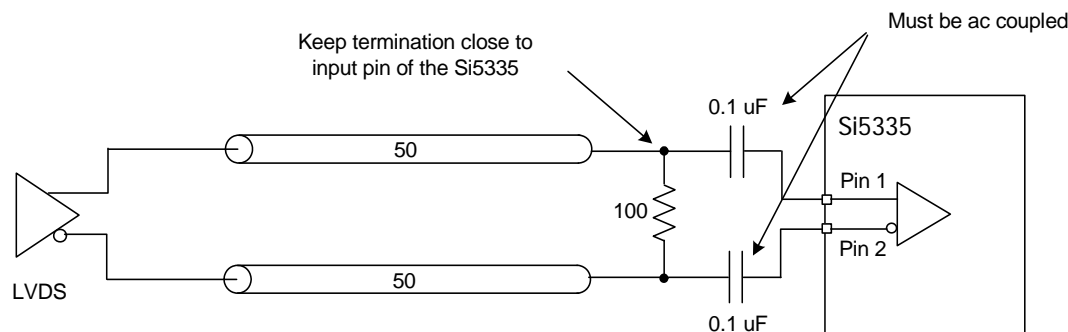 Must be ac coupled
Keep termination close to
input pin of the Si5335
0.1 uF
Si5335
50
Pin 1
100
Pin 2
LVDS
50
0.1 uF